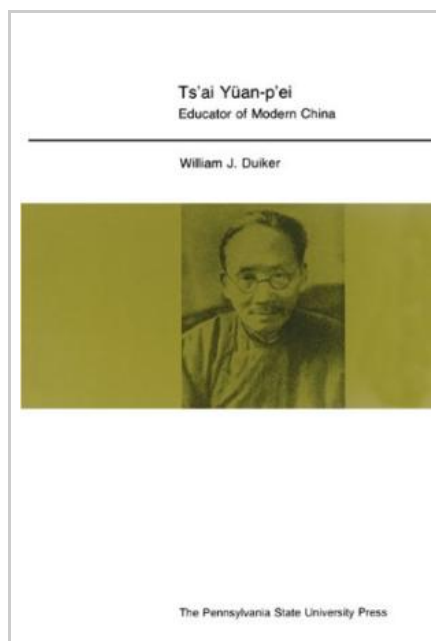 Ts'ai Yüan-p'ei
Educator of Modern China
William J. Duiker
The Pennsylvania State University Press